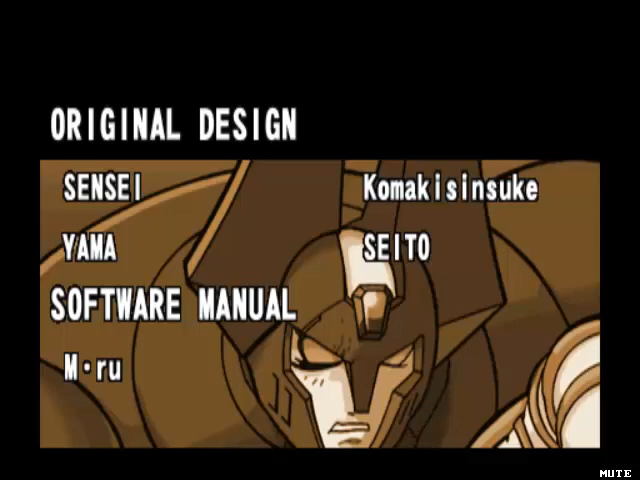 ORIGINAL DESIGN
SENSEI Komakisinsuke
YAMA SEITO
SOFTWARE MANUAL
M・ru
MUTE